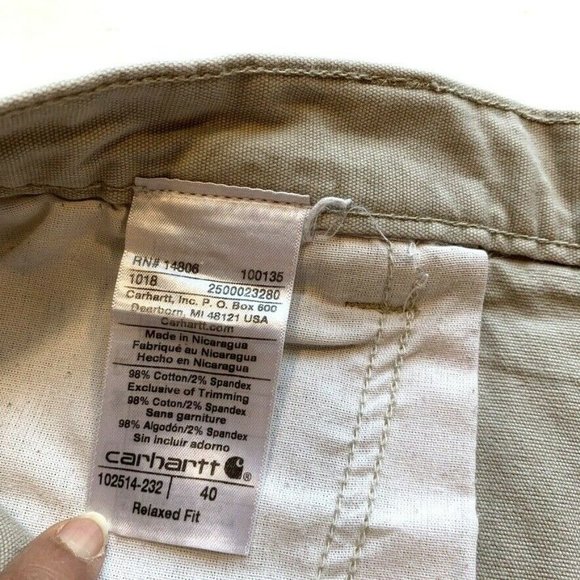 RN# 14806 100135
1018 2500023280
Carhartt, Inc. P. O. Box 600
Dearborn, MI 48121 USA
Carhartt.com
Made in Nicaragua
Fabriqué au Nicaragua
Hecho en Nicaragua
98% Cotton/2% Spandex
Exclusive of Trimming
98% Coton/2% Spandex
Sans garniture
98% Algodón/2% Spandex
Sin incluir adorno
carhartt ®
102514-232 40
Relaxed Fit